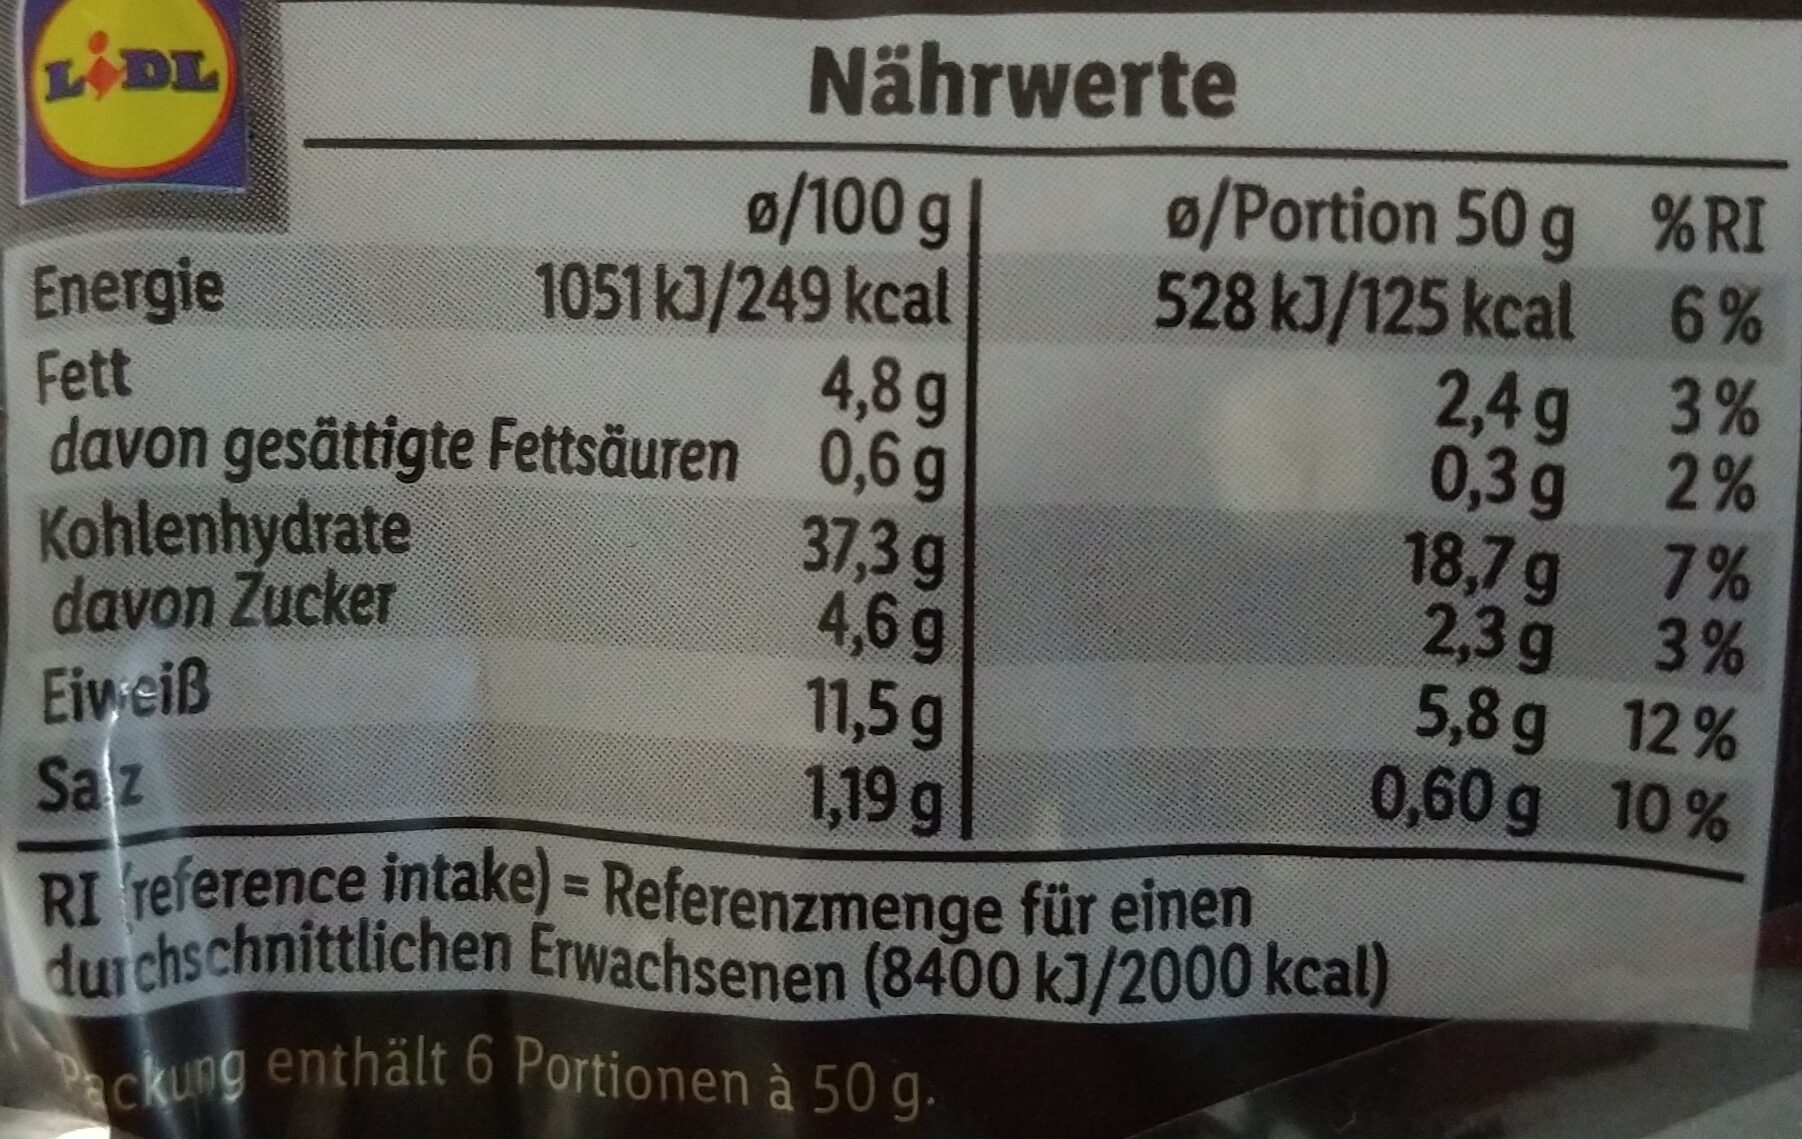 LIDL
Nährwerte
ø/100 g ø/Portion 50 g % RI
Energie 1051 kJ/249 kcal 528 kJ/125 kcal 6 %
Fett 4,8 g 2,4 g 3 %
davon gesättigte Fettsäuren 0,6 g 0,3 g 2 %
Kohlenhydrate 37,3 g 18,7 g 7 %
davon Zucker 4,6 g 2,3 g 3 %
Eiweiß 11,5 g 5,8 g 12 %
Salz 1,19 g 0,60 g 10 %
RI (reference intake) = Referenzmenge für einen
durchschnittlichen Erwachsenen (8400 kJ/2000 kcal)
Packung enthält 6 Portionen à 50 g.